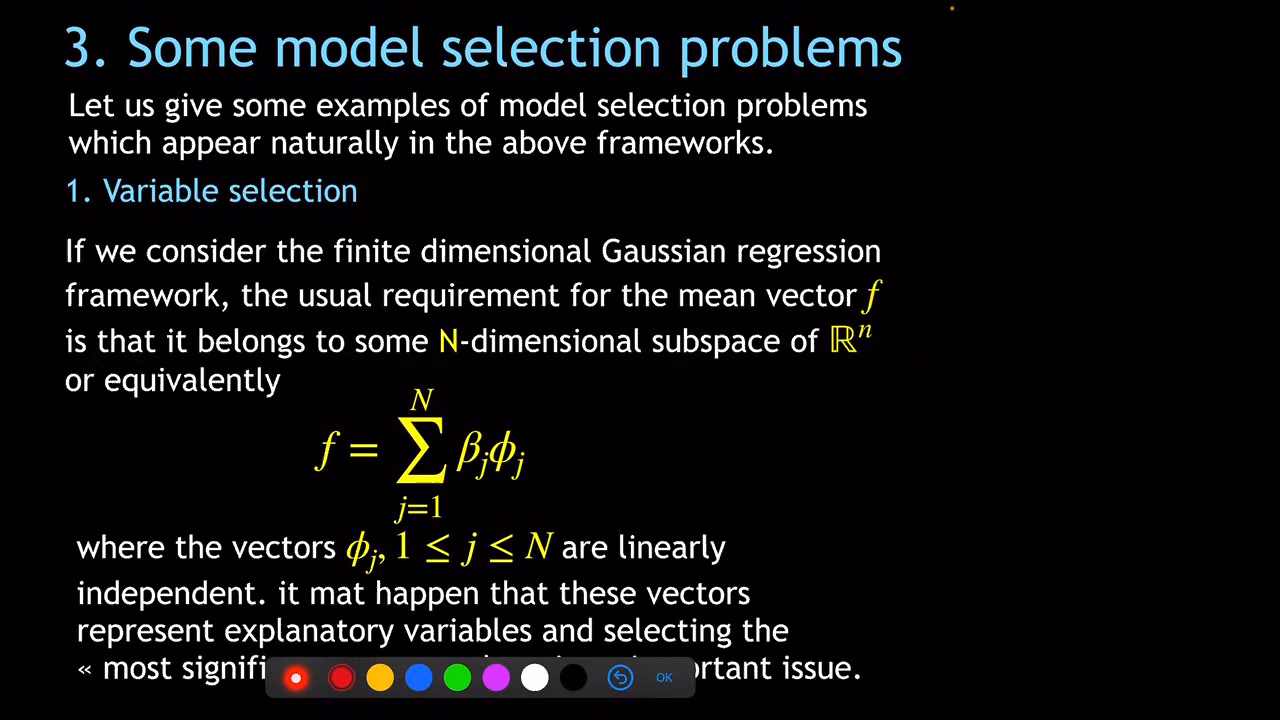 3. Some model selection problems
Let us give some examples of model selection problems
which appear naturally in the above frameworks.
1. Variable selection
If we consider the finite dimensional Gaussian regression
framework, the usual requirement for the mean vector f
is that it belongs to some N-dimensional subspace of ℝⁿ
or equivalently
f = ∑_{j=1}^{N} β_j ϕ_j
where the vectors ϕ_j, 1 ≤ j ≤ N are linearly
independent. it mat happen that these vectors
represent explanatory variables and selecting the
« most issue.
OK